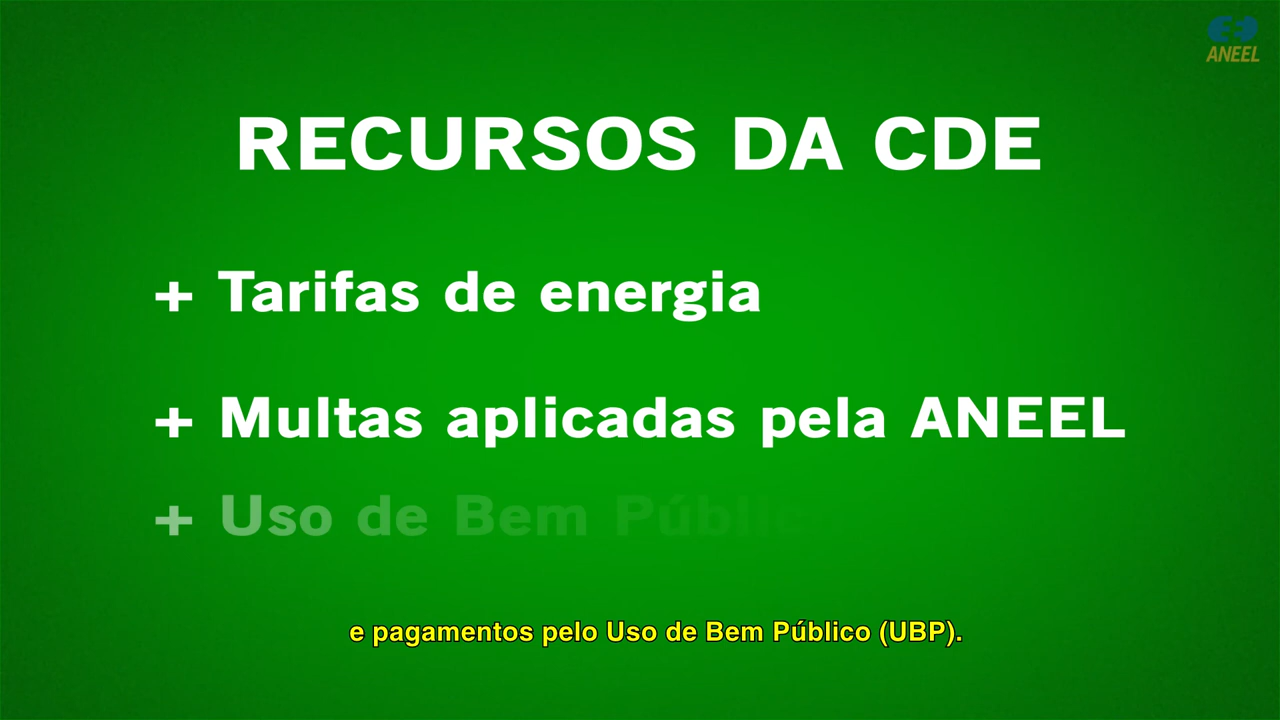 ANEEL
RECURSOS DA CDE
+ Tarifas de energia
+ Multas aplicadas pela ANEEL
+ Uso de Bem Público
e pagamentos pelo Uso de Bem Público (UBP).